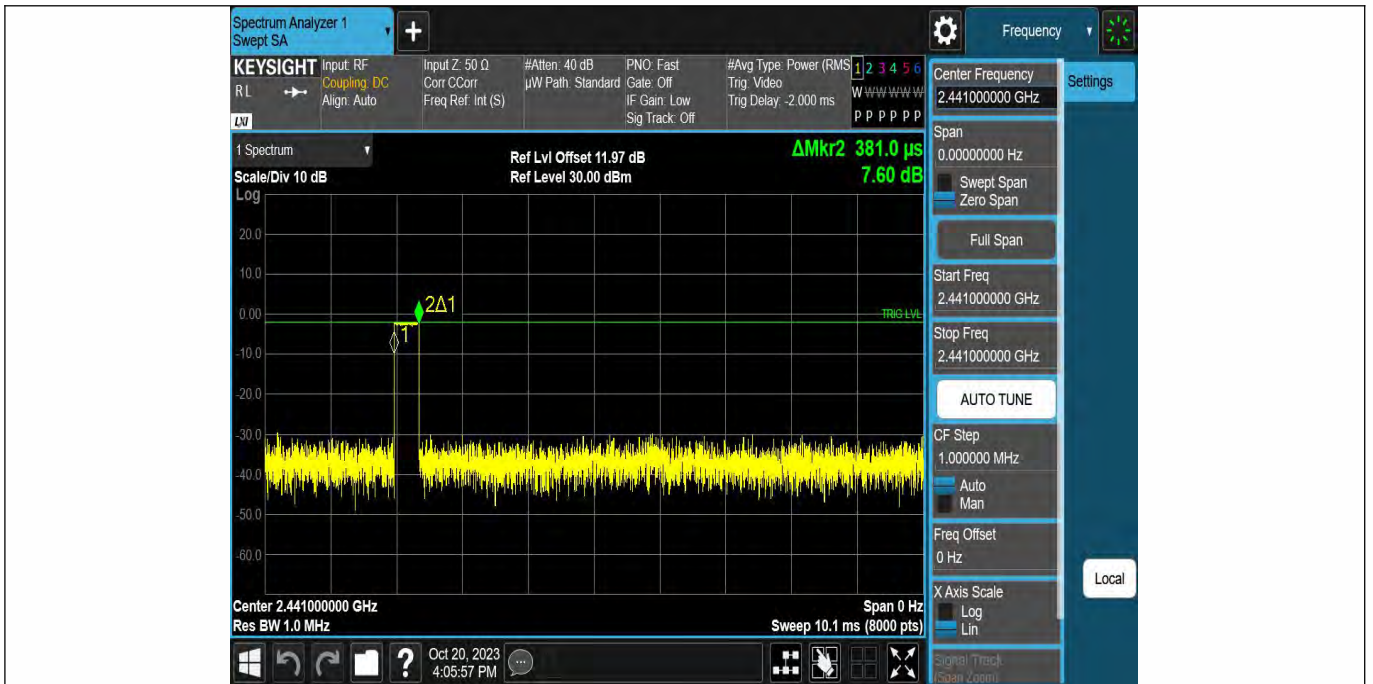 Spectrum Analyzer 1
Swept SA
+
Frequency
KEYSIGHT
RL
LXI
Input: RF
Coupling: DC
Align: Auto
Input Z: 50 Ω
Corr CCorr
Freq Ref: Int (S)
#Atten: 40 dB
µW Path: Standard
PNO: Fast
Gate: Off
IF Gain: Low
Sig Track: Off
#Avg Type: Power (RMS
Trig: Video
Trig Delay: -2.000 ms
1 2 3 4 5 6
W W W W W W
P P P P P P
1 Spectrum
Scale/Div 10 dB
Log
Ref Lvl Offset 11.97 dB
Ref Level 30.00 dBm
ΔMkr2 381.0 µs
7.60 dB
20.0
10.0
0.00
-10.0
-20.0
-30.0
-40.0
-50.0
-60.0
2Δ1
1
TRIG LVL
Center 2.441000000 GHz
Res BW 1.0 MHz
Span 0 Hz
Sweep 10.1 ms (8000 pts)
Center Frequency
2.441000000 GHz
Settings
Span
0.00000000 Hz
Swept Span
Zero Span
Full Span
Start Freq
2.441000000 GHz
Stop Freq
2.441000000 GHz
AUTO TUNE
CF Step
1.000000 MHz
Auto
Man
Freq Offset
0 Hz
X Axis Scale
Log
Lin
Signal Track
(Span Zoom)
Local
?
Oct 20, 2023
4:05:57 PM